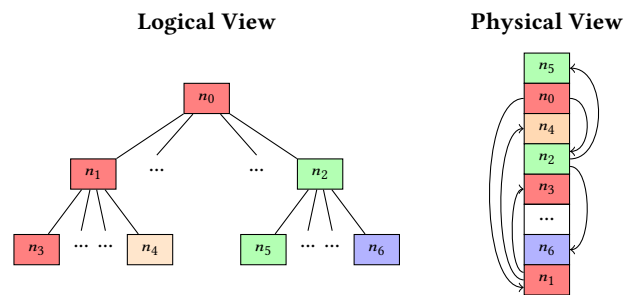 Logical View
Physical View
n₀
n₁ ... ... n₂
n₃ ... ... n₄ n₅ ... ... n₆
n₅
n₀
n₄
n₂
n₃
...
n₆
n₁